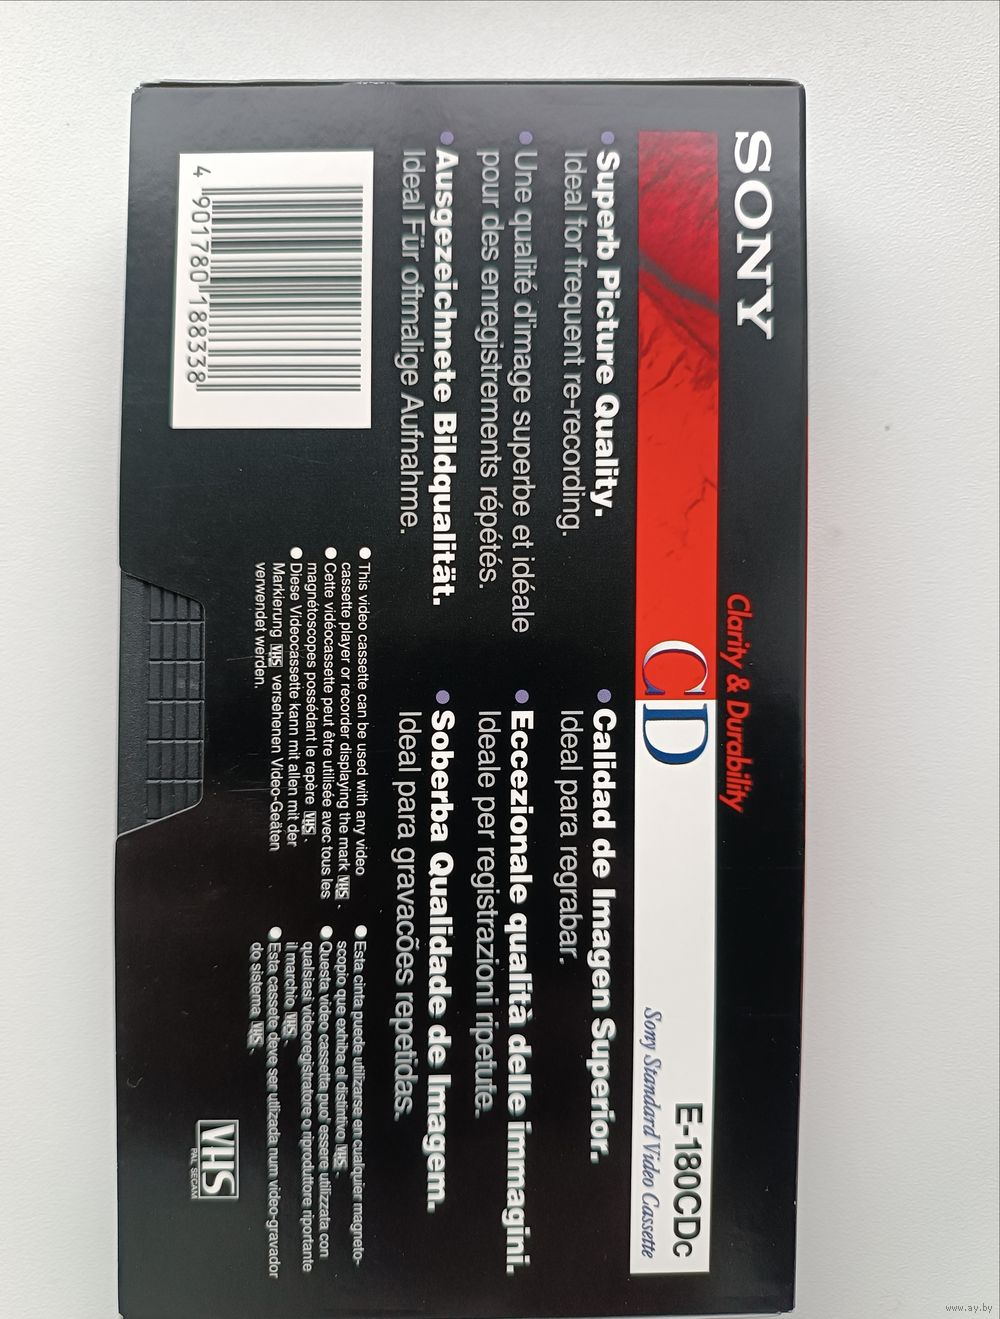 SONY
Clarity & Durability
CD
E-180CDc
Sony Standard Video Cassette
● Superb Picture Quality.
Ideal for frequent re-recording.
● Une qualité d'image superbe et idéale
pour des enregistrements répétés.
● Ausgezeichnete Bildqualität.
Ideal Für oftmalige Aufnahme.
● Calidad de Imagen Superior.
Ideal para regrabar.
● Eccezionale qualità delle immagini.
Ideale per registrazioni ripetute.
● Soberba Qualidade de Imagem.
Ideal para gravacões repetidas.
● This video cassette can be used with any video
cassette player or recorder displaying the mark VHS .
● Cette vidéocassette peut être utilisée avec tous les
magnétoscopes possédant le repère VHS .
● Diese Videocassette kann mit allen mit der
Markierung VHS versehenen Video-Geäten
verwendet werden.
● Esta cinta puede utilizarse en cualquier magneto-
scopio que exhiba el distintivo VHS .
● Questa video cassetta puo' essere utilizzata con
qualsiasi videoregistratore o riproduttore riportante
il marchio VHS .
● Esta cassete deve ser utlizada num video-gravador
do sistema VHS .
4 901780 188338
VHS
PAL SECAM
www.ay.by